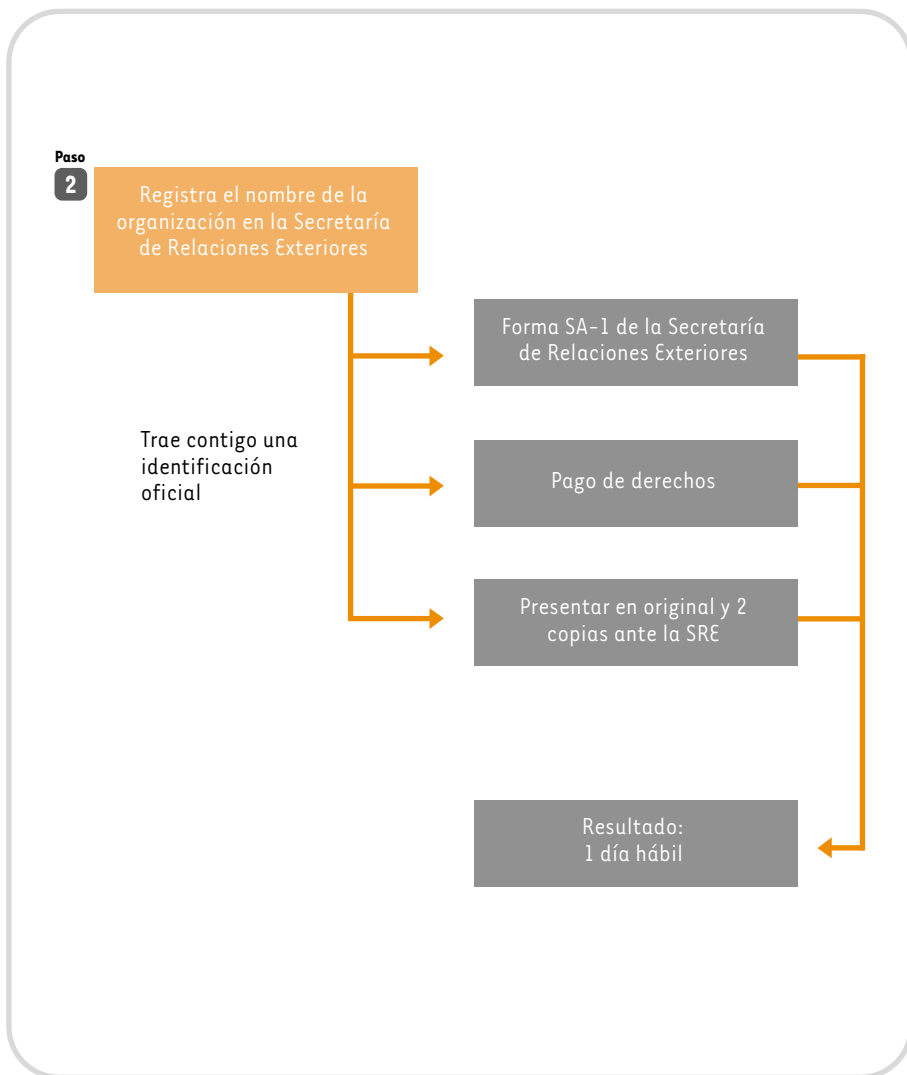 Paso
2
Registra el nombre de la
organización en la Secretaría
de Relaciones Exteriores
Forma SA-1 de la Secretaría
de Relaciones Exteriores
Trae contigo una
identificación
oficial
Pago de derechos
Presentar en original y 2
copias ante la SRE
Resultado:
1 día hábil